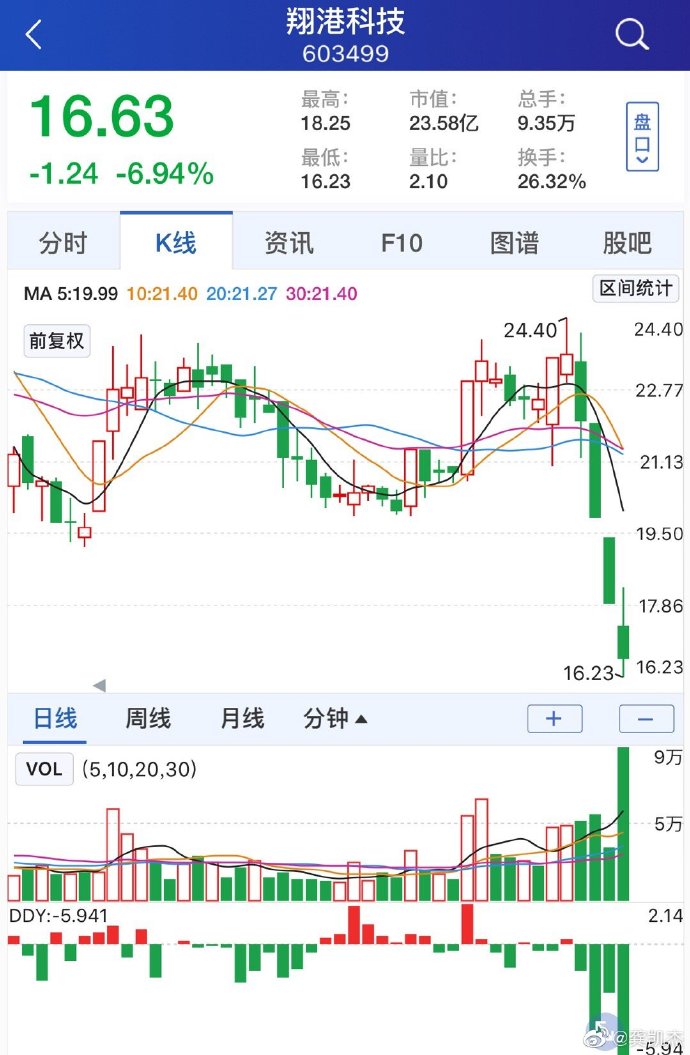 翔港科技
603499
16.63
-1.24 -6.94%
最高: 市值: 总手:
18.25 23.58亿 9.35万
最低: 量比: 换手:
16.23 2.10 26.32%
盘口
分时 K线 资讯 F10 图谱 股吧
MA 5:19.99 10:21.40 20:21.27 30:21.40
区间统计
前复权
24.40
24.40
22.77
21.13
19.50
17.86
16.23
16.23
日线 周线 月线 分钟▲ + −
VOL (5,10,20,30)
9万
5万
DDY:-5.941
2.14
-5.94
@龚凯杰